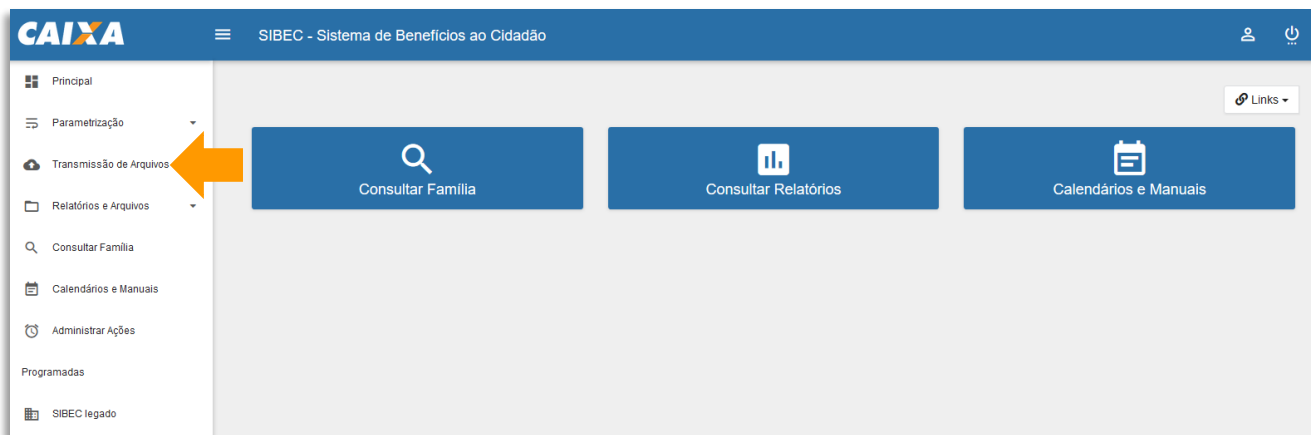 CAIXA
SIBEC - Sistema de Benefícios ao Cidadão
Principal
Links
Parametrização
Transmissão de Arquivos
Consultar Família
Consultar Relatórios
Calendários e Manuais
Relatórios e Arquivos
Consultar Família
Calendários e Manuais
Administrar Ações
Programadas
SIBEC legado